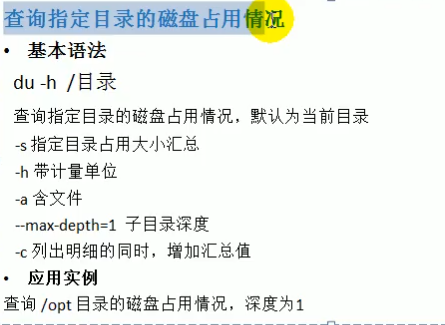 查询指定目录的磁盘占用情况
• 基本语法
du -h /目录
查询指定目录的磁盘占用情况，默认为当前目录
-s 指定目录占用大小汇总
-h 带计量单位
-a 含文件
--max-depth=1 子目录深度
-c 列出明细的同时，增加汇总值
• 应用实例
查询 /opt 目录的磁盘占用情况，深度为1